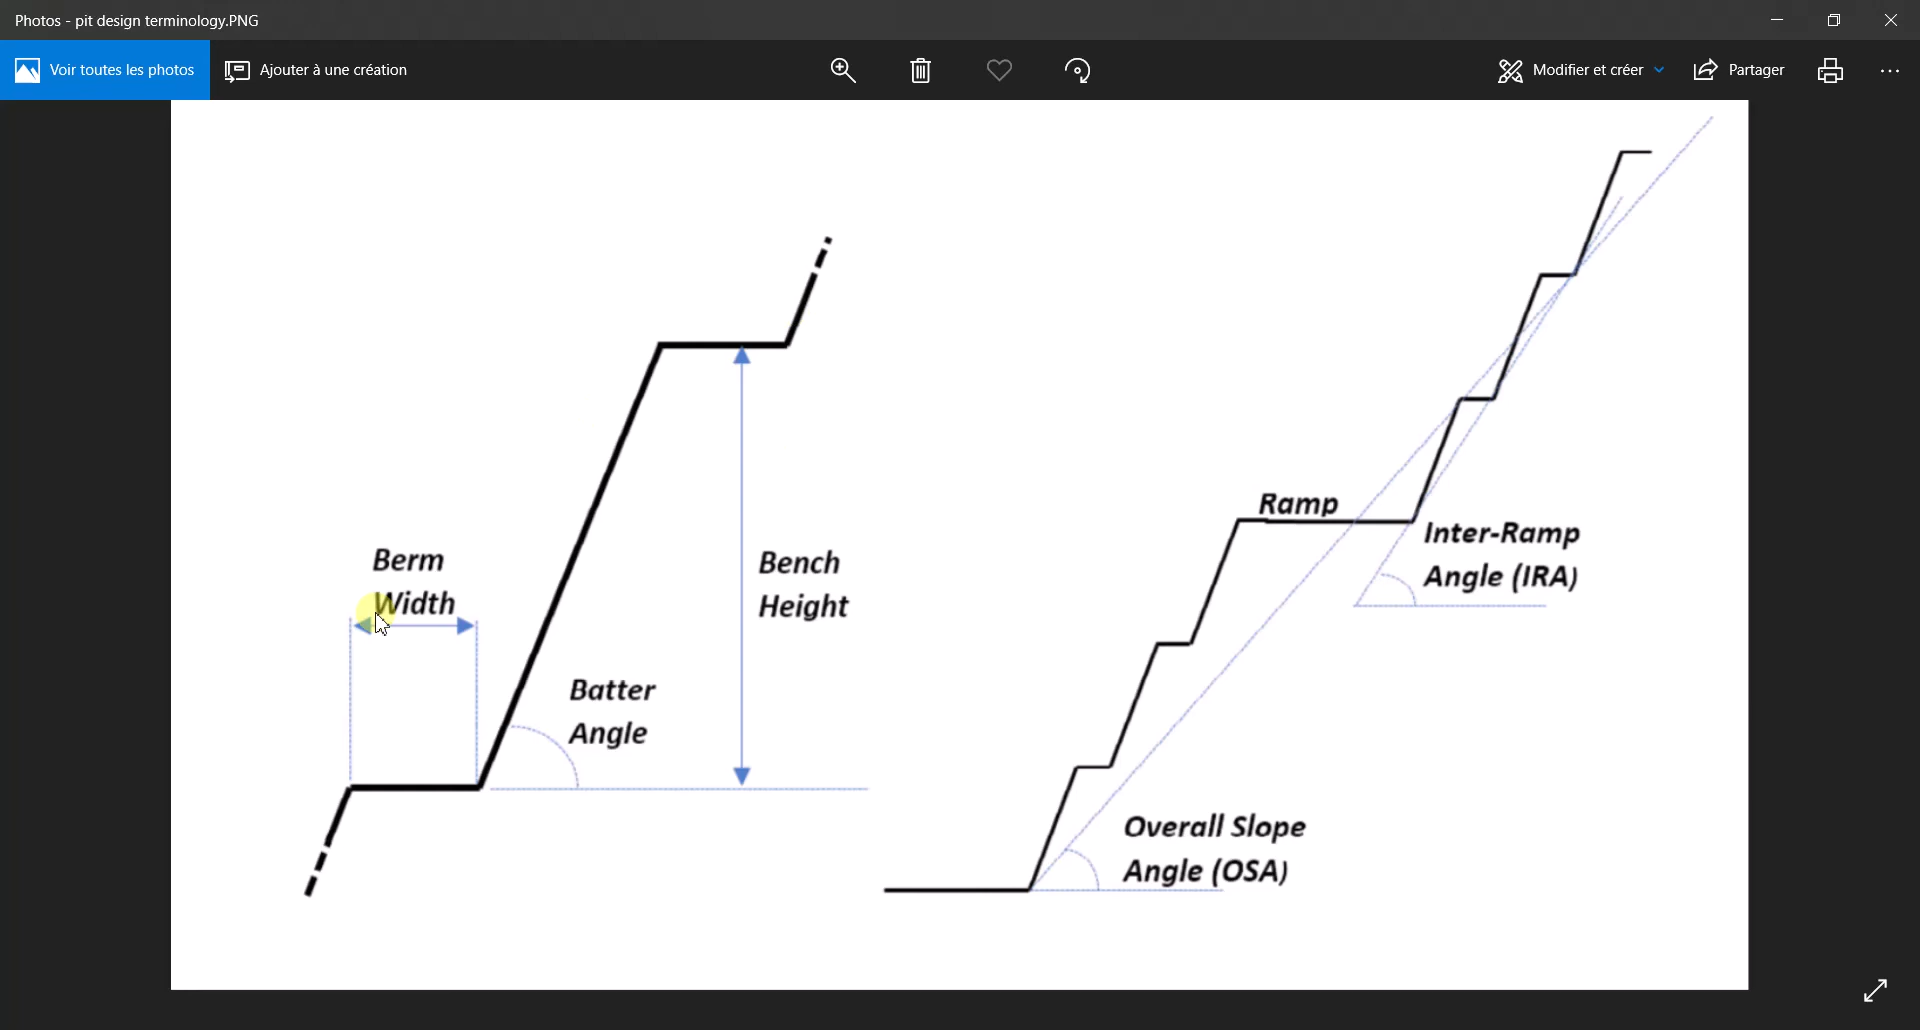 Photos - pit design terminology.PNG
Voir toutes les photos
Ajouter à une création
Modifier et créer
Partager
Berm
Width
Bench
Height
Batter
Angle
Ramp
Inter-Ramp
Angle (IRA)
Overall Slope
Angle (OSA)